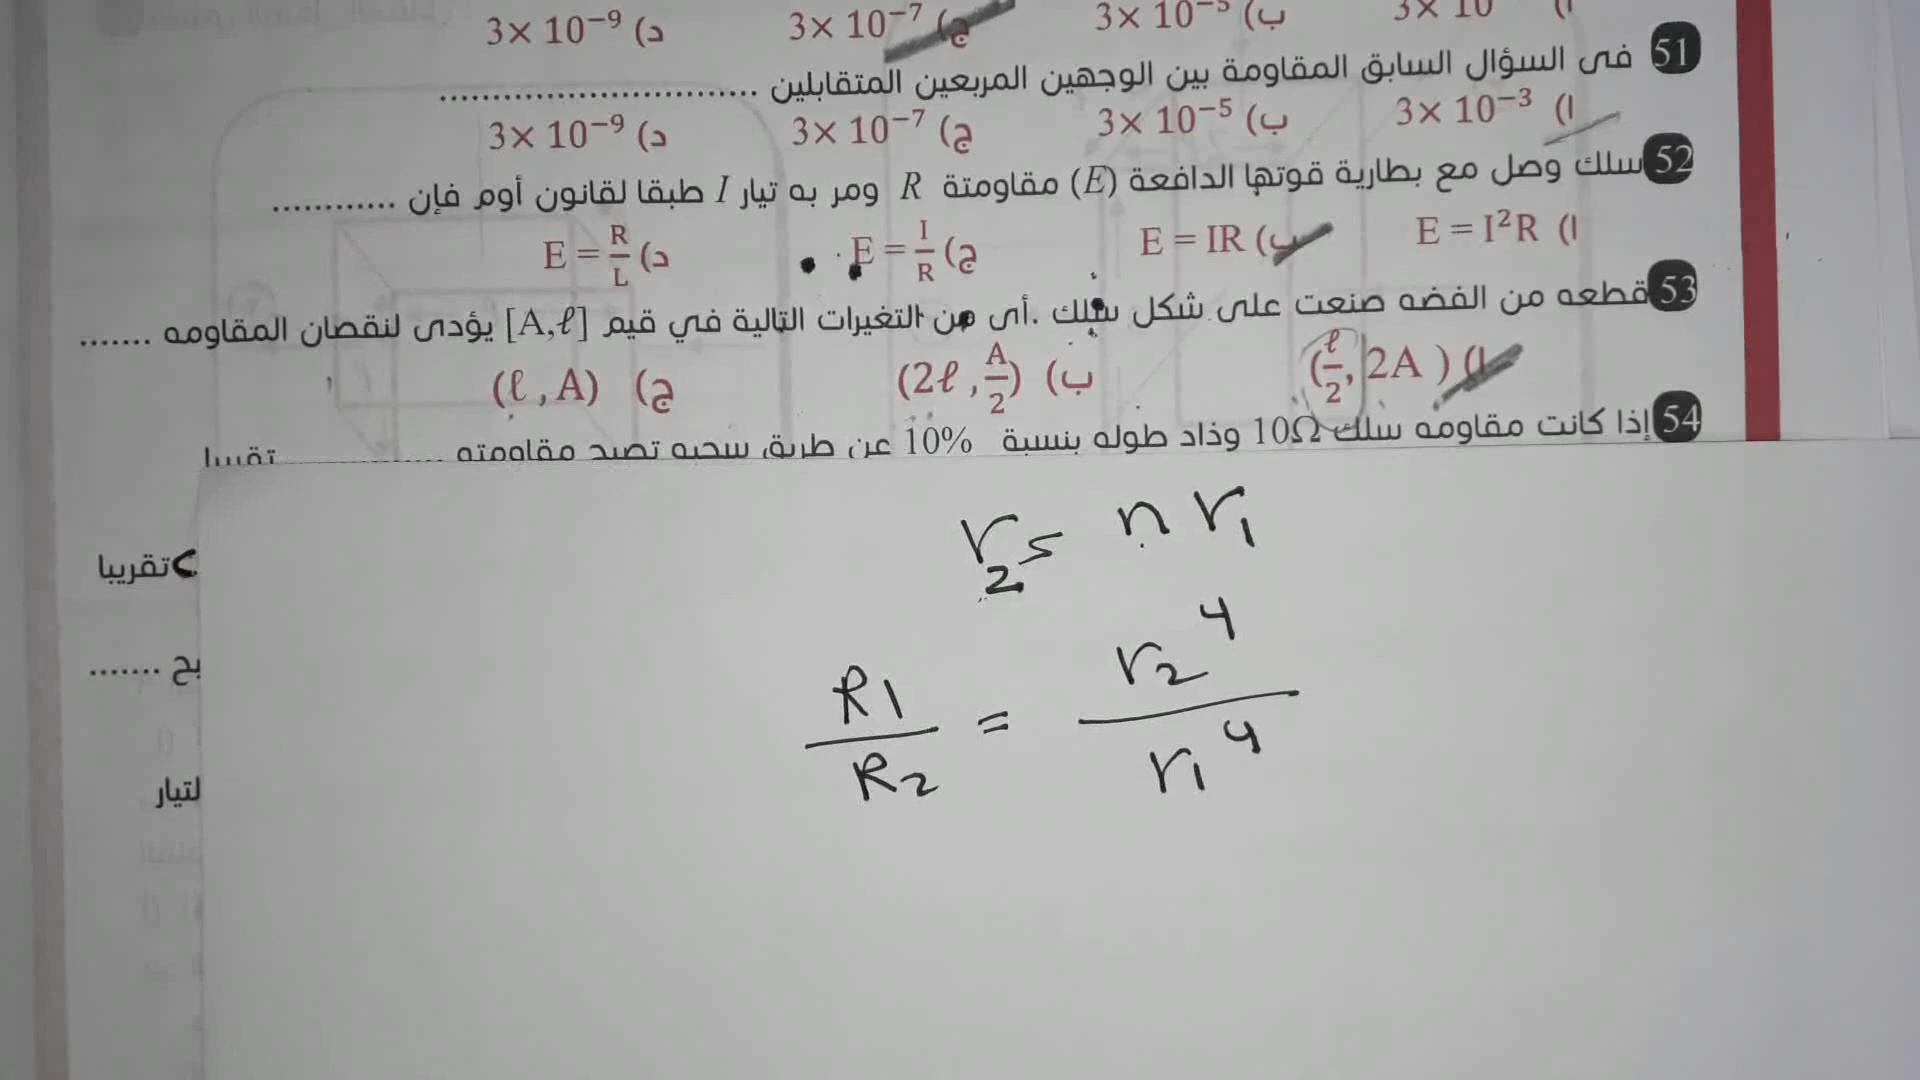 ا) 3× 10 ب) 3× 10⁻⁵ ج) 3× 10⁻⁷ د) 3× 10⁻⁹
51 فى السؤال السابق المقاومة بين الوجهين المربعين المتقابلين ..............................
ا) 3× 10⁻³ ب) 3× 10⁻⁵ ج) 3× 10⁻⁷ د) 3× 10⁻⁹
52 سلك وصل مع بطارية قوتها الدافعة (E) مقاومتة R ومر به تيار I طبقا لقانون أوم فإن ............
ا) E = I²R ب) E = IR ج) E = I/R د) E = R/L
53 قطعه من الفضه صنعت على شكل سلك .أى من التغيرات التالية في قيم [A,ℓ] يؤدى لنقصان المقاومه .......
ا) (ℓ/2, 2A ) ب) (2ℓ , A/2) ج) (ℓ , A)
54 إذا كانت مقاومه سلك 10Ω وذاد طوله بنسبة 10% عن طريق سحبه تصبح مقاومته .............. تقريبا
r₂ = n r₁
تقريبا
R1/R2 = r2⁴/r1⁴
بح .......
لتيار